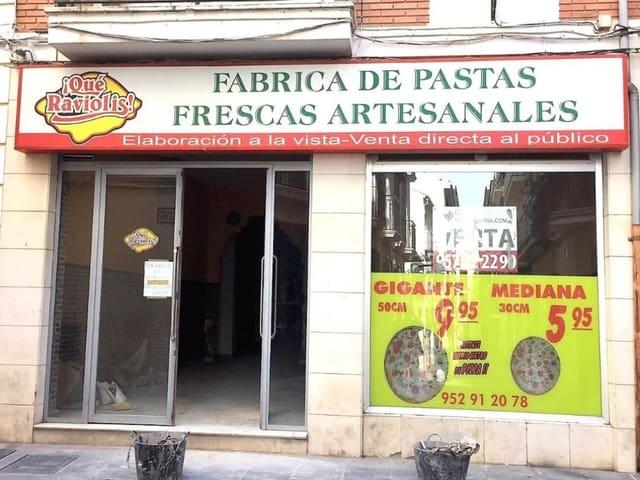 ¡Qué
Raviolis!
FABRICA DE PASTAS
FRESCAS ARTESANALES
Elaboración a la vista-Venta directa al público
GIGANTE
50CM
9'95
MEDIANA
30CM
5'95
952 91 20 78